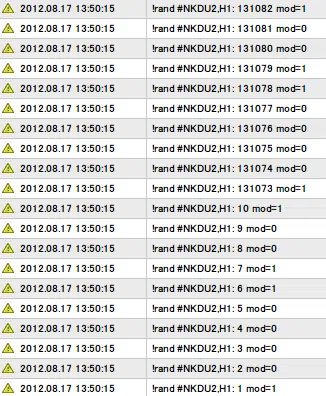 2012.08.17 13:50:15 !rand #NKDU2,H1: 131082 mod=1
2012.08.17 13:50:15 !rand #NKDU2,H1: 131081 mod=0
2012.08.17 13:50:15 !rand #NKDU2,H1: 131080 mod=0
2012.08.17 13:50:15 !rand #NKDU2,H1: 131079 mod=1
2012.08.17 13:50:15 !rand #NKDU2,H1: 131078 mod=1
2012.08.17 13:50:15 !rand #NKDU2,H1: 131077 mod=0
2012.08.17 13:50:15 !rand #NKDU2,H1: 131076 mod=0
2012.08.17 13:50:15 !rand #NKDU2,H1: 131075 mod=0
2012.08.17 13:50:15 !rand #NKDU2,H1: 131074 mod=0
2012.08.17 13:50:15 !rand #NKDU2,H1: 131073 mod=1
2012.08.17 13:50:15 !rand #NKDU2,H1: 10 mod=1
2012.08.17 13:50:15 !rand #NKDU2,H1: 9 mod=0
2012.08.17 13:50:15 !rand #NKDU2,H1: 8 mod=0
2012.08.17 13:50:15 !rand #NKDU2,H1: 7 mod=1
2012.08.17 13:50:15 !rand #NKDU2,H1: 6 mod=1
2012.08.17 13:50:15 !rand #NKDU2,H1: 5 mod=0
2012.08.17 13:50:15 !rand #NKDU2,H1: 4 mod=0
2012.08.17 13:50:15 !rand #NKDU2,H1: 3 mod=0
2012.08.17 13:50:15 !rand #NKDU2,H1: 2 mod=0
2012.08.17 13:50:15 !rand #NKDU2,H1: 1 mod=1